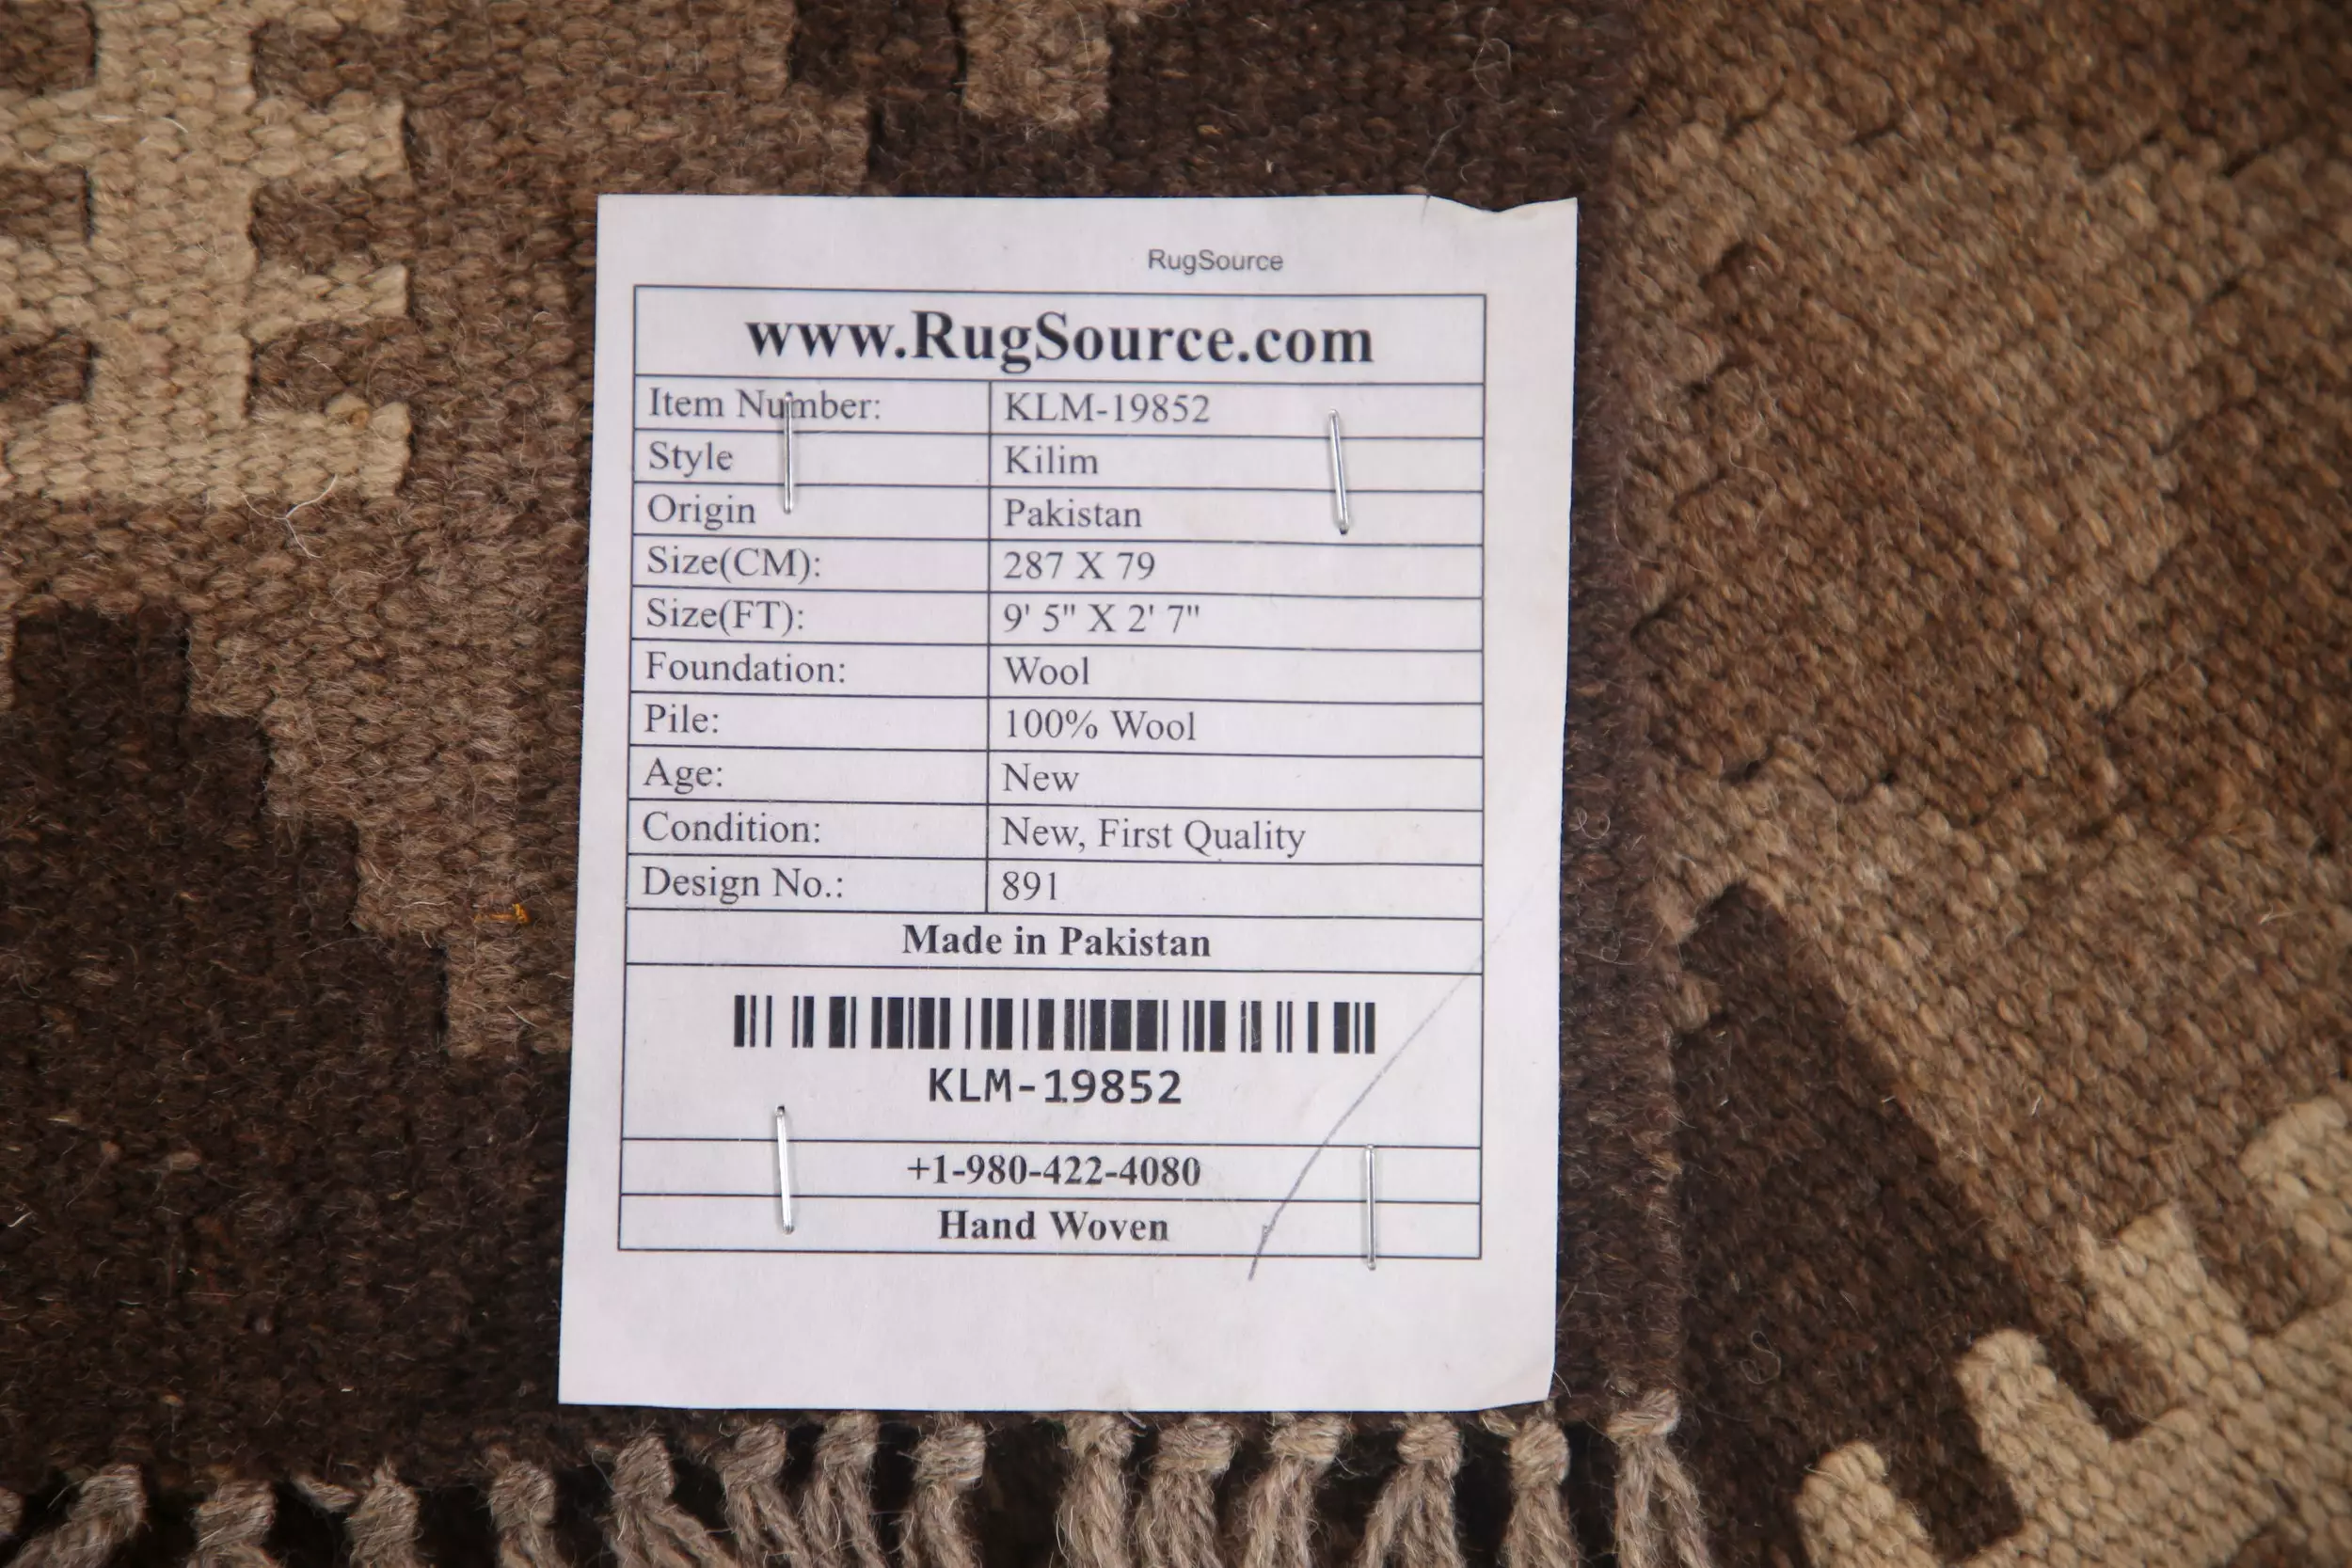 RugSource
www.RugSource.com
Item Number: KLM-19852
Style Kilim
Origin Pakistan
Size(CM): 287 X 79
Size(FT): 9' 5" X 2' 7"
Foundation: Wool
Pile: 100% Wool
Age: New
Condition: New, First Quality
Design No.: 891
Made in Pakistan
KLM-19852
+1-980-422-4080
Hand Woven